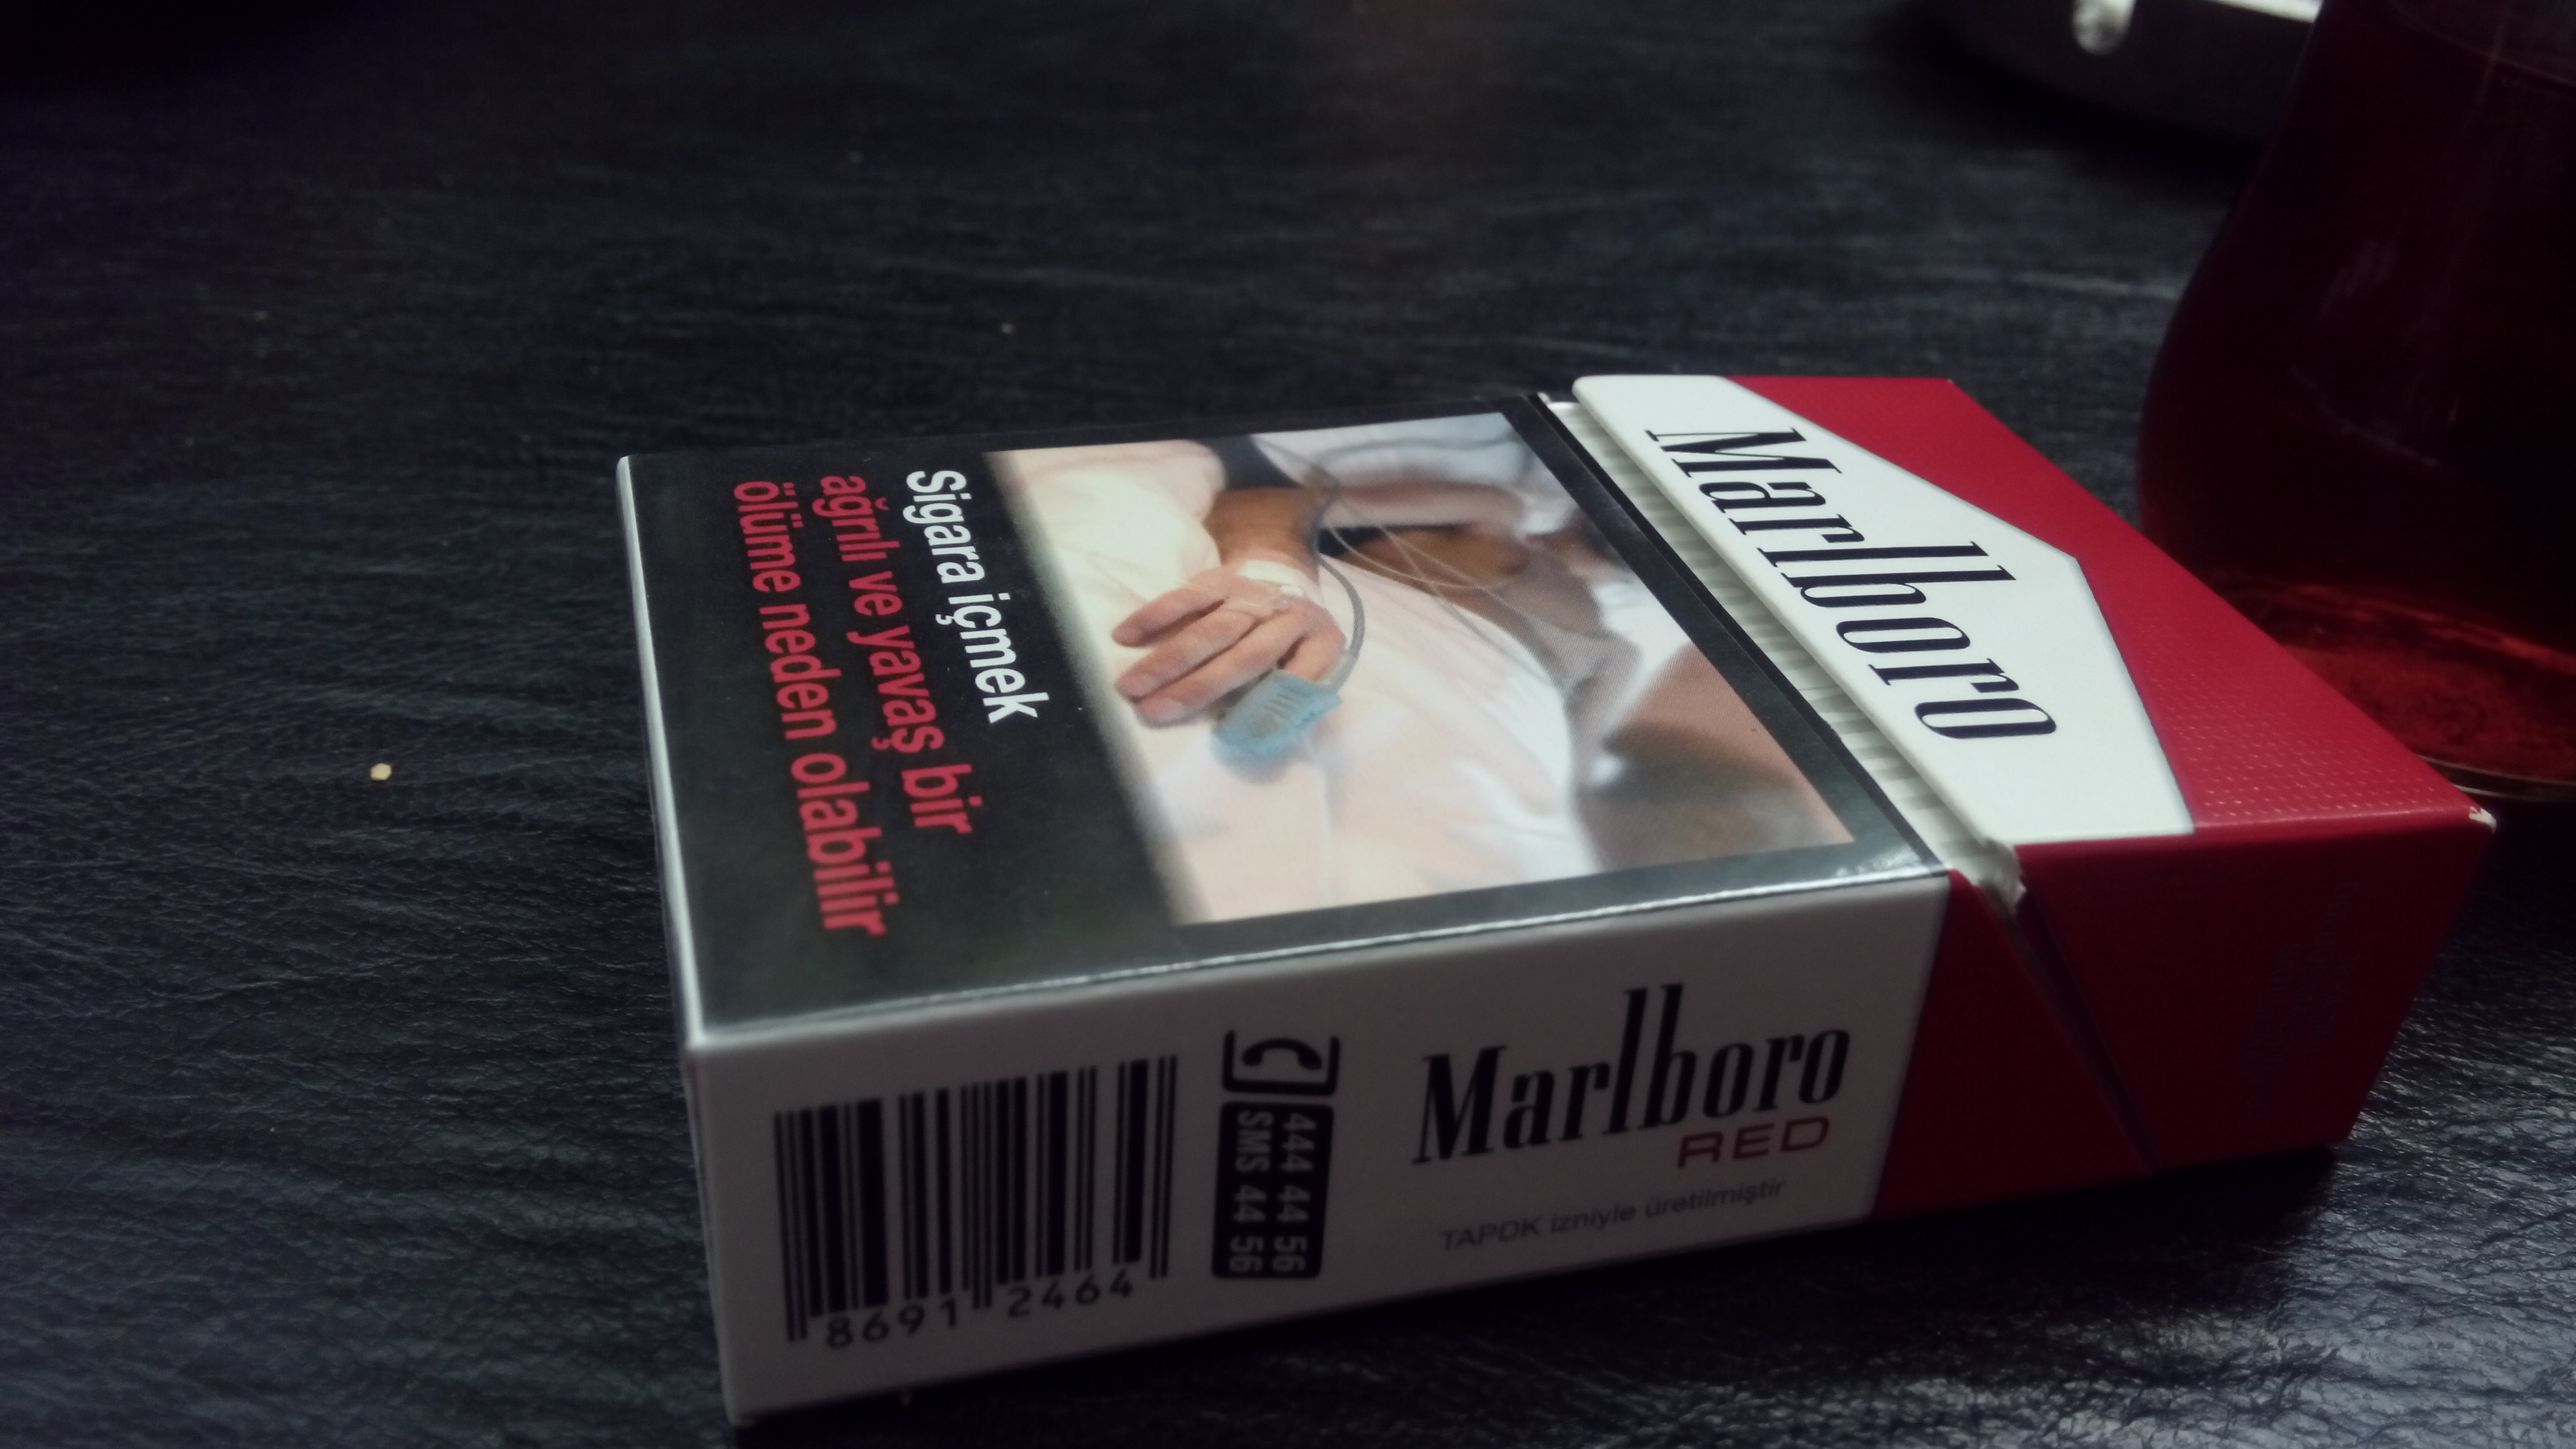 Marlboro
Sigara içmek
ağrılı ve yavaş bir
ölüme neden olabilir
Marlboro
RED
TAPDK izniyle üretilmiştir
444 44 56
SMS 44 56
8691 2464